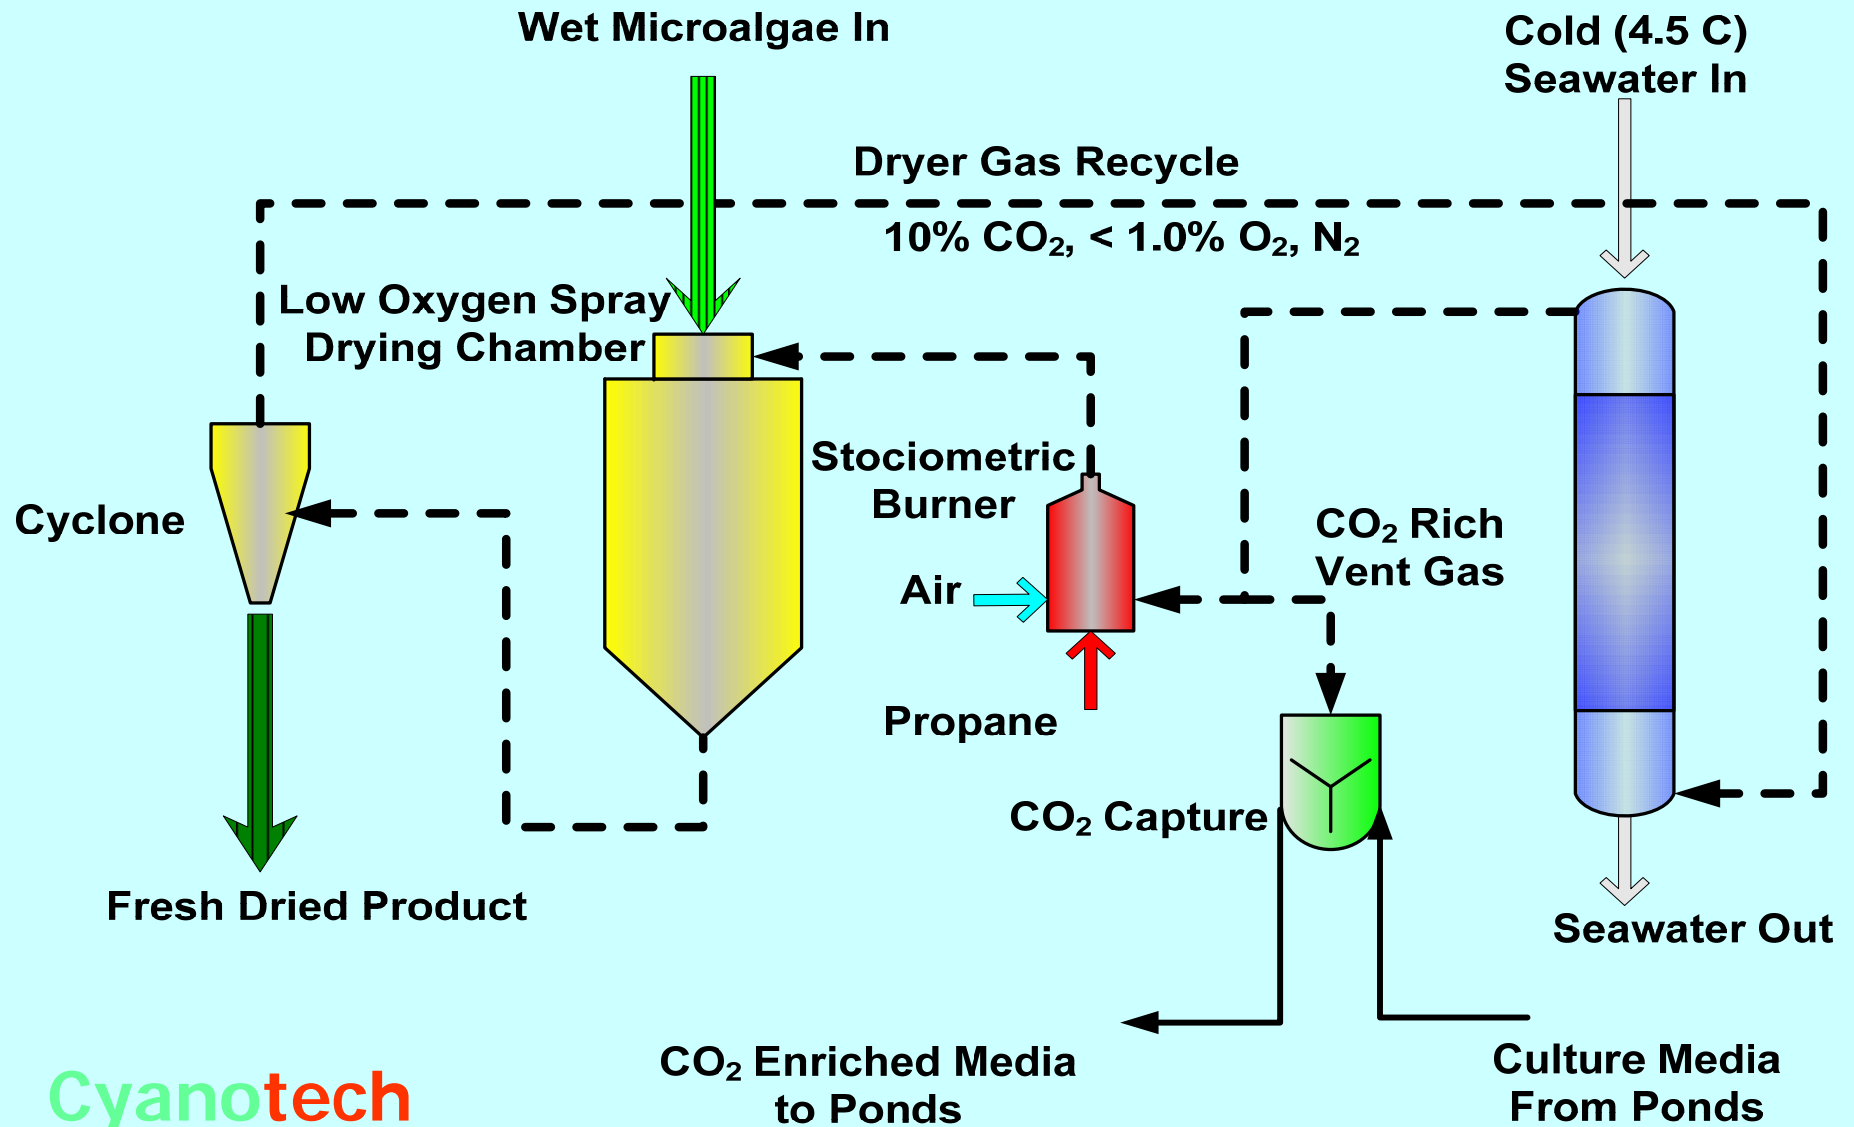 Wet Microalgae In
Cold (4.5 C)
Seawater In
Dryer Gas Recycle
10% CO₂, < 1.0% O₂, N₂
Low Oxygen Spray
Drying Chamber
Stociometric
Burner
Cyclone
CO₂ Rich
Vent Gas
Air
Propane
CO₂ Capture
Fresh Dried Product
Seawater Out
CO₂ Enriched Media
to Ponds
Culture Media
From Ponds
Cyanotech